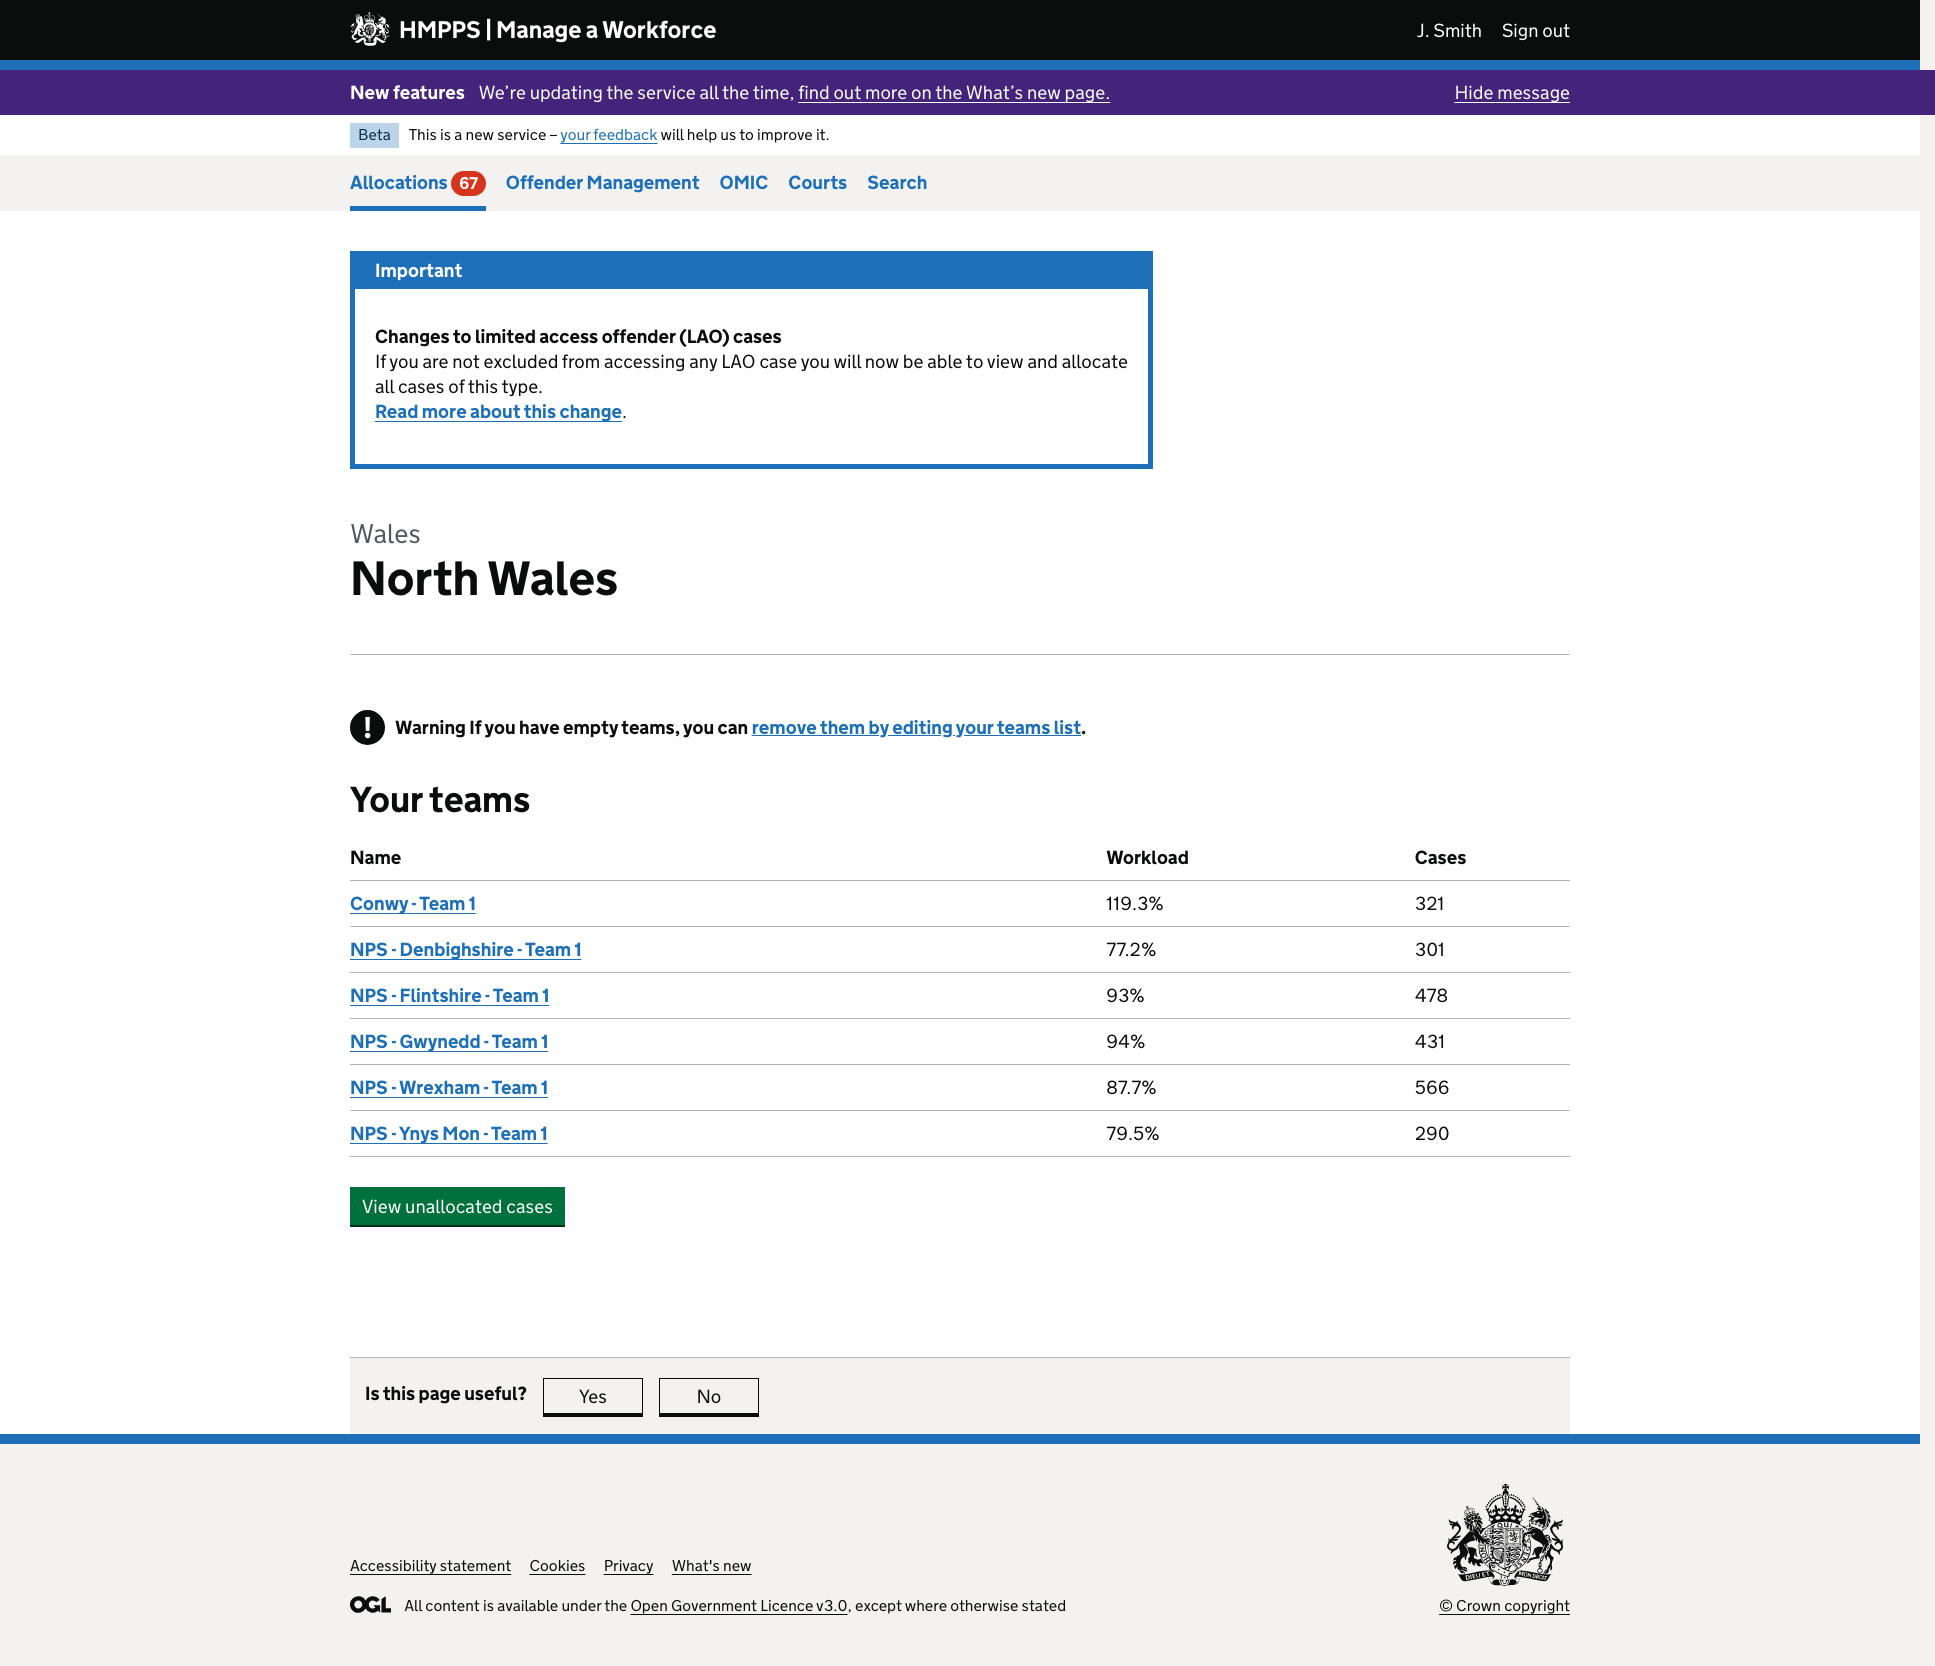 HMPPS | Manage a Workforce J. Smith Sign out
New features We’re updating the service all the time, find out more on the What’s new page. Hide message
Beta This is a new service – your feedback will help us to improve it.
Allocations 67 Offender Management OMIC Courts Search
Important
Changes to limited access offender (LAO) cases
If you are not excluded from accessing any LAO case you will now be able to view and allocate
all cases of this type.
Read more about this change.
Wales
North Wales
! Warning If you have empty teams, you can remove them by editing your teams list.
Your teams
Name Workload Cases
Conwy - Team 1 119.3% 321
NPS - Denbighshire - Team 1 77.2% 301
NPS - Flintshire - Team 1 93% 478
NPS - Gwynedd - Team 1 94% 431
NPS - Wrexham - Team 1 87.7% 566
NPS - Ynys Mon - Team 1 79.5% 290
View unallocated cases
Is this page useful? Yes No
Accessibility statement Cookies Privacy What's new
OGL All content is available under the Open Government Licence v3.0, except where otherwise stated © Crown copyright